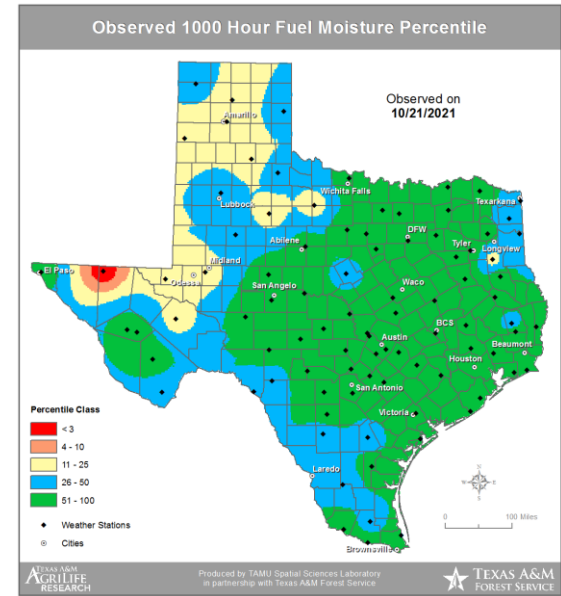 Observed 1000 Hour Fuel Moisture Percentile
Observed on
10/21/2021
Amarillo
Wichita Falls
Texarkana
Lubbock
DFW
Abilene
Tyler
Longview
Midland
El Paso
Odessa
San Angelo
Waco
BCS
Austin
Beaumont
Houston
San Antonio
Victoria
Laredo
Brownsville
Percentile Class
< 3
4 - 10
11 - 25
26 - 50
51 - 100
Weather Stations
Cities
N
W E
S
0 100 Miles
TEXAS A&M
AGRILIFE
RESEARCH
Produced by TAMU Spatial Sciences Laboratory
in partnership with Texas A&M Forest Service
TEXAS A&M
FOREST SERVICE